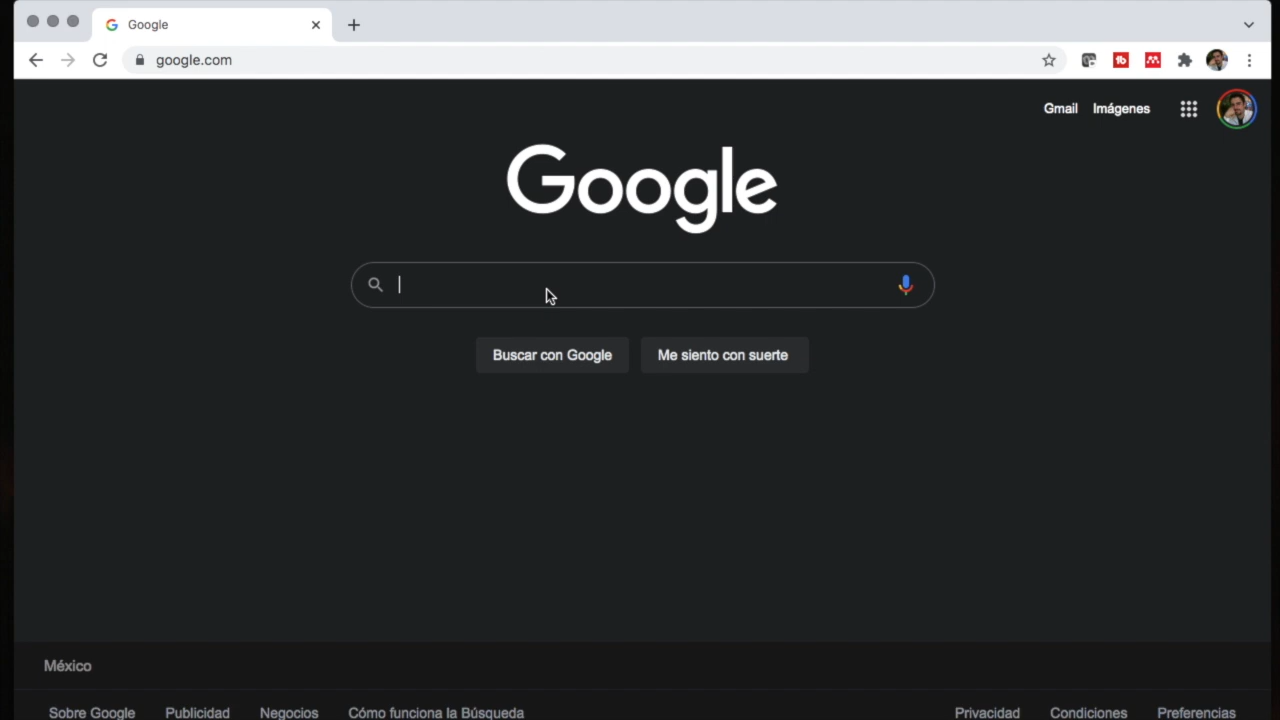 Google
google.com
Gmail Imágenes
Google
Buscar con Google Me siento con suerte
México
Sobre Google Publicidad Negocios Cómo funciona la Búsqueda Privacidad Condiciones Preferencias